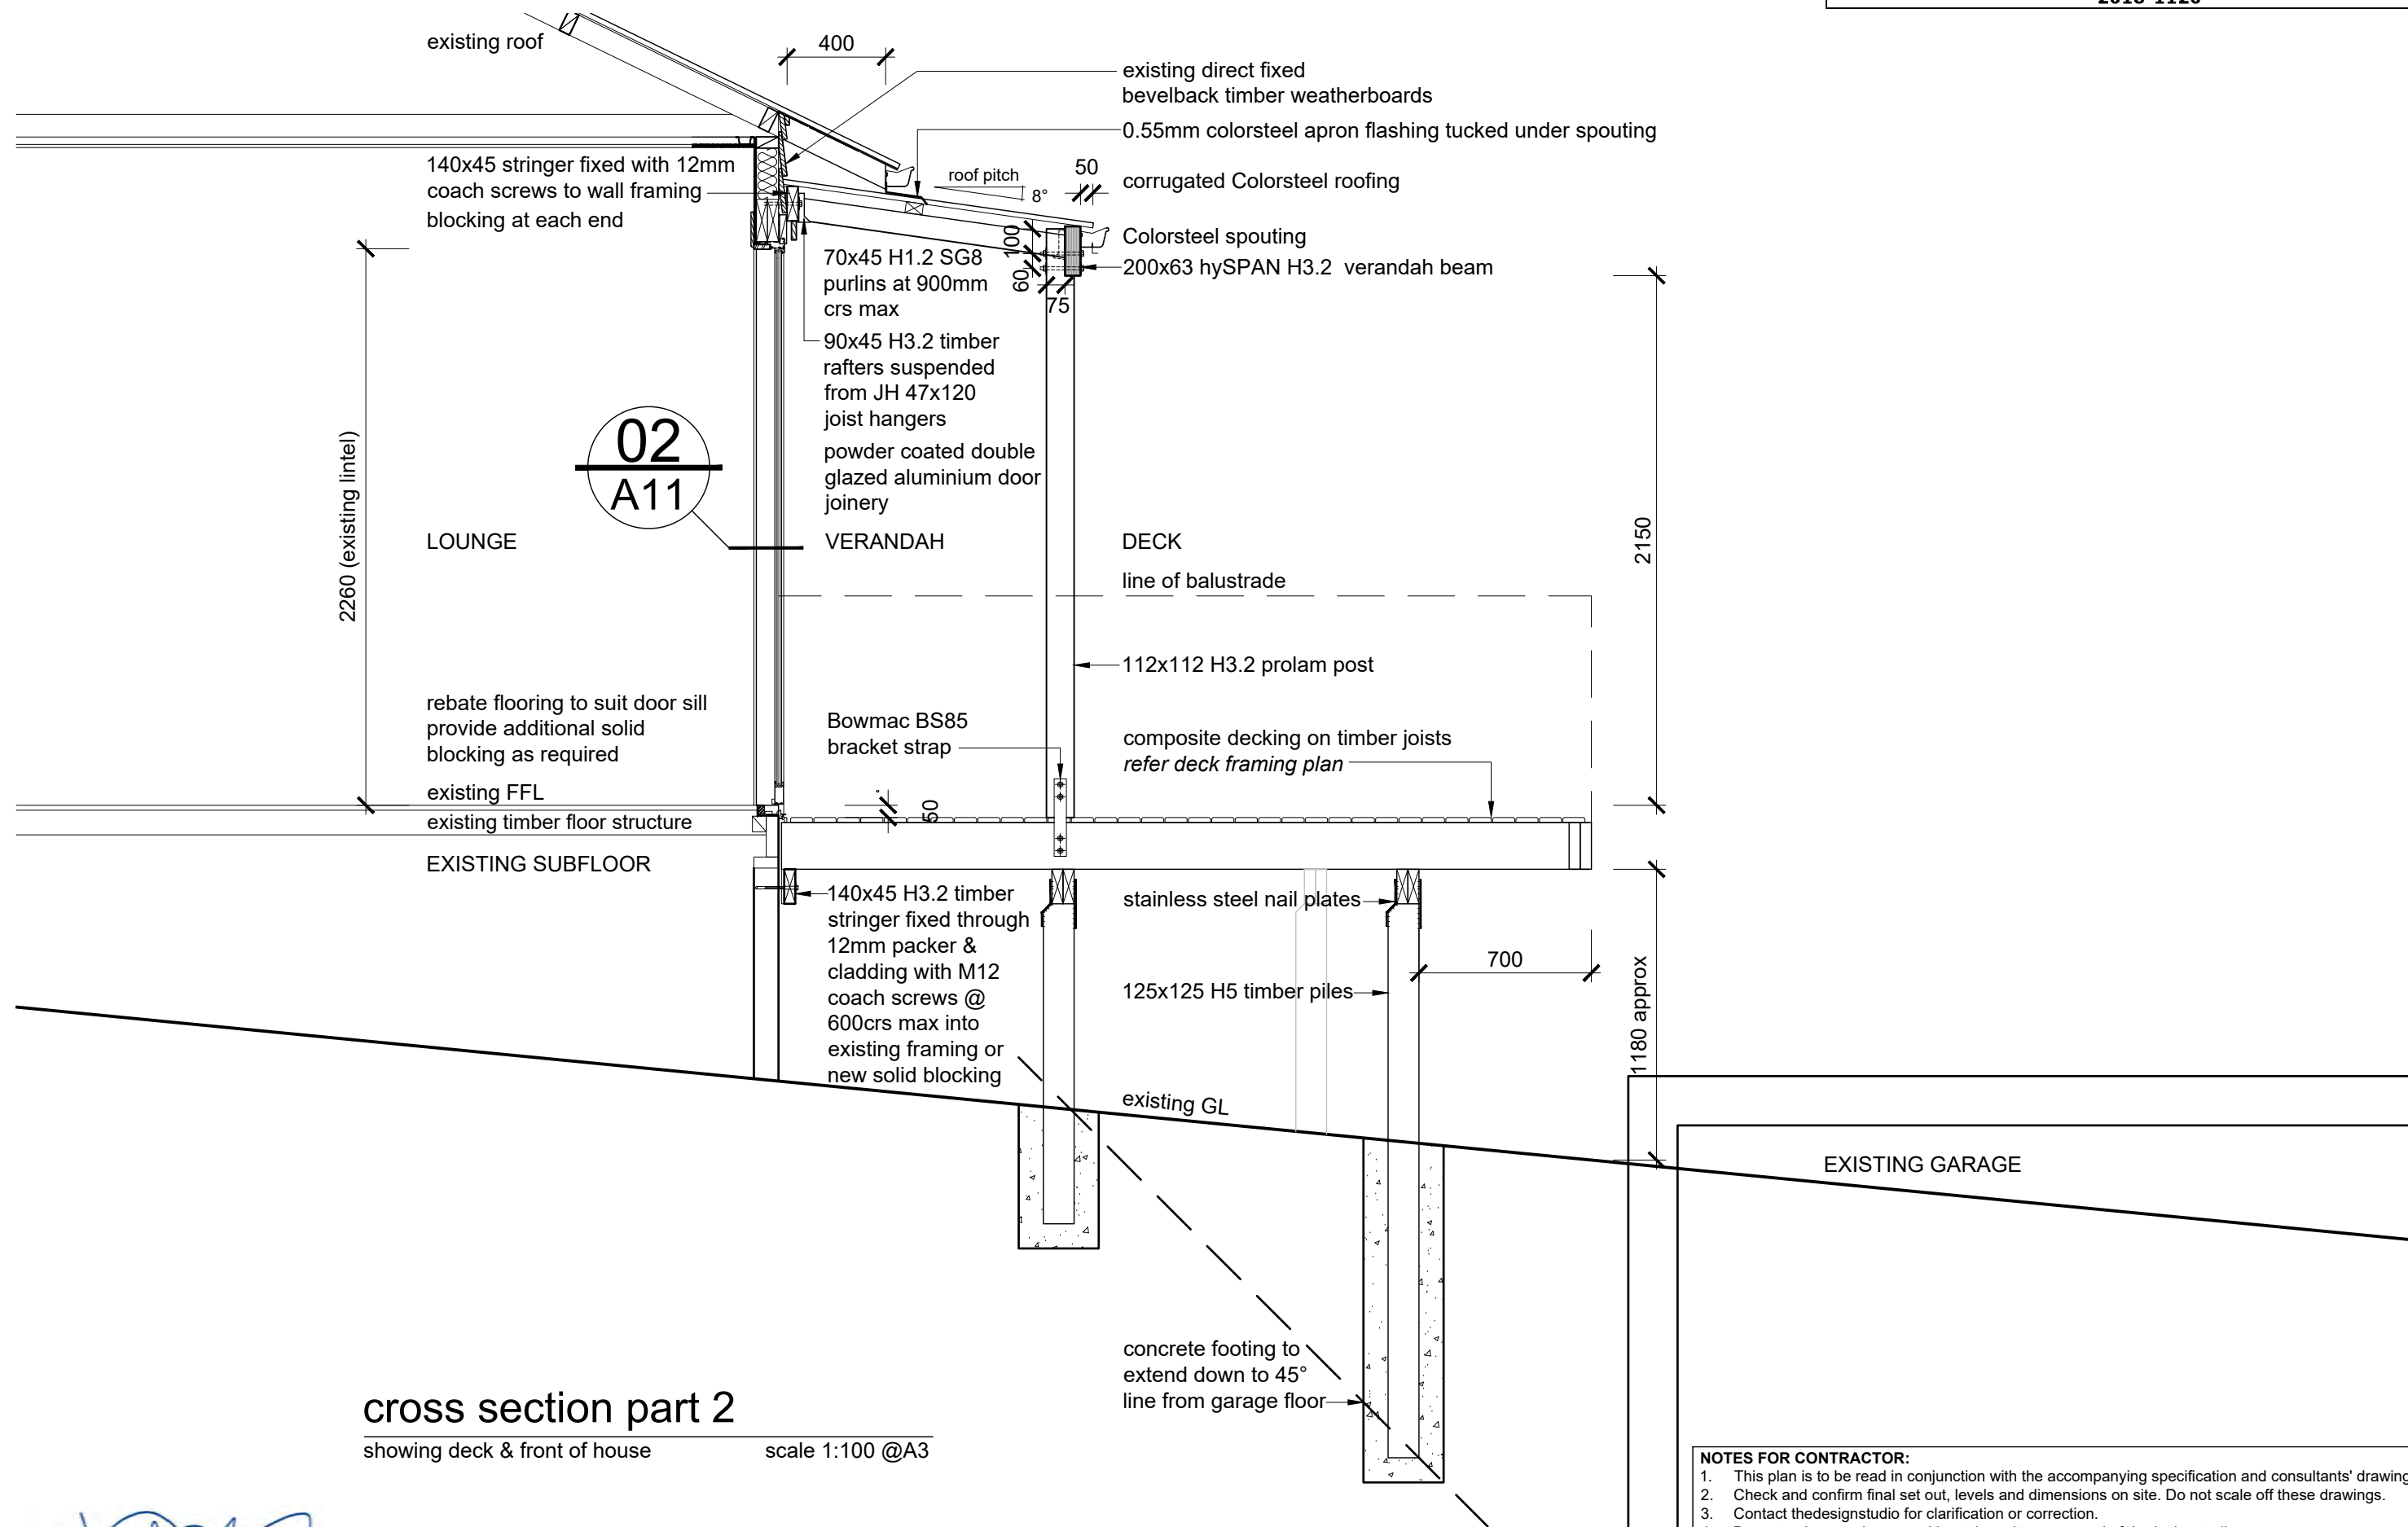 existing roof
400
existing direct fixed
bevelback timber weatherboards
0.55mm colorsteel apron flashing tucked under spouting
140x45 stringer fixed with 12mm
coach screws to wall framing
blocking at each end
roof pitch
8°
50
corrugated Colorsteel roofing
Colorsteel spouting
200x63 hySPAN H3.2 verandah beam
100
60
75
70x45 H1.2 SG8
purlins at 900mm
crs max
90x45 H3.2 timber
rafters suspended
from JH 47x120
joist hangers
powder coated double
glazed aluminium door
joinery
02
A11
2260 (existing lintel)
2150
LOUNGE
VERANDAH
DECK
line of balustrade
112x112 H3.2 prolam post
rebate flooring to suit door sill
provide additional solid
blocking as required
Bowmac BS85
bracket strap
composite decking on timber joists
refer deck framing plan
existing FFL
50
existing timber floor structure
EXISTING SUBFLOOR
140x45 H3.2 timber
stringer fixed through
12mm packer &
cladding with M12
coach screws @
600crs max into
existing framing or
new solid blocking
stainless steel nail plates
700
125x125 H5 timber piles
1180 approx
existing GL
EXISTING GARAGE
concrete footing to
extend down to 45°
line from garage floor
cross section part 2
showing deck & front of house
scale 1:100 @A3
NOTES FOR CONTRACTOR:
1. This plan is to be read in conjunction with the accompanying specification and consultants' drawing
2. Check and confirm final set out, levels and dimensions on site. Do not scale off these drawings.
3. Contact thedesignstudio for clarification or correction.